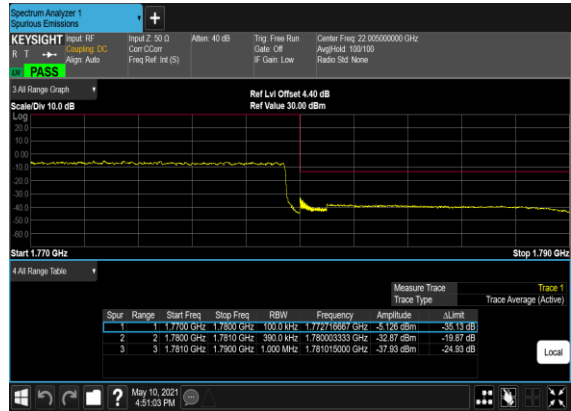 Spectrum Analyzer 1
Spurious Emissions
+
KEYSIGHT Input: RF Input Z: 50 Ω Atten: 40 dB Trig: Free Run Center Freq: 22.005000000 GHz
R T Coupling: DC Corr CCorr Gate: Off Avg|Hold: 100/100
Align: Auto Freq Ref: Int (S) IF Gain: Low Radio Std: None
PASS
3 All Range Graph
Ref Lvl Offset 4.40 dB
Scale/Div 10.0 dB Ref Value 30.00 dBm
Log
20.0
10.0
0.00
-10.0
-20.0
-30.0
-40.0
-50.0
-60.0
Start 1.770 GHz Stop 1.790 GHz
4 All Range Table
Measure Trace Trace 1
Trace Type Trace Average (Active)
Spur Range Start Freq Stop Freq RBW Frequency Amplitude ΔLimit
1 1 1.7700 GHz 1.7800 GHz 100.0 kHz 1.772716667 GHz -5.126 dBm -35.13 dB
2 2 1.7800 GHz 1.7810 GHz 390.0 kHz 1.780003333 GHz -32.87 dBm -19.87 dB
3 3 1.7810 GHz 1.7900 GHz 1.000 MHz 1.781015000 GHz -37.93 dBm -24.93 dB
Local
? May 10, 2021
4:51:03 PM